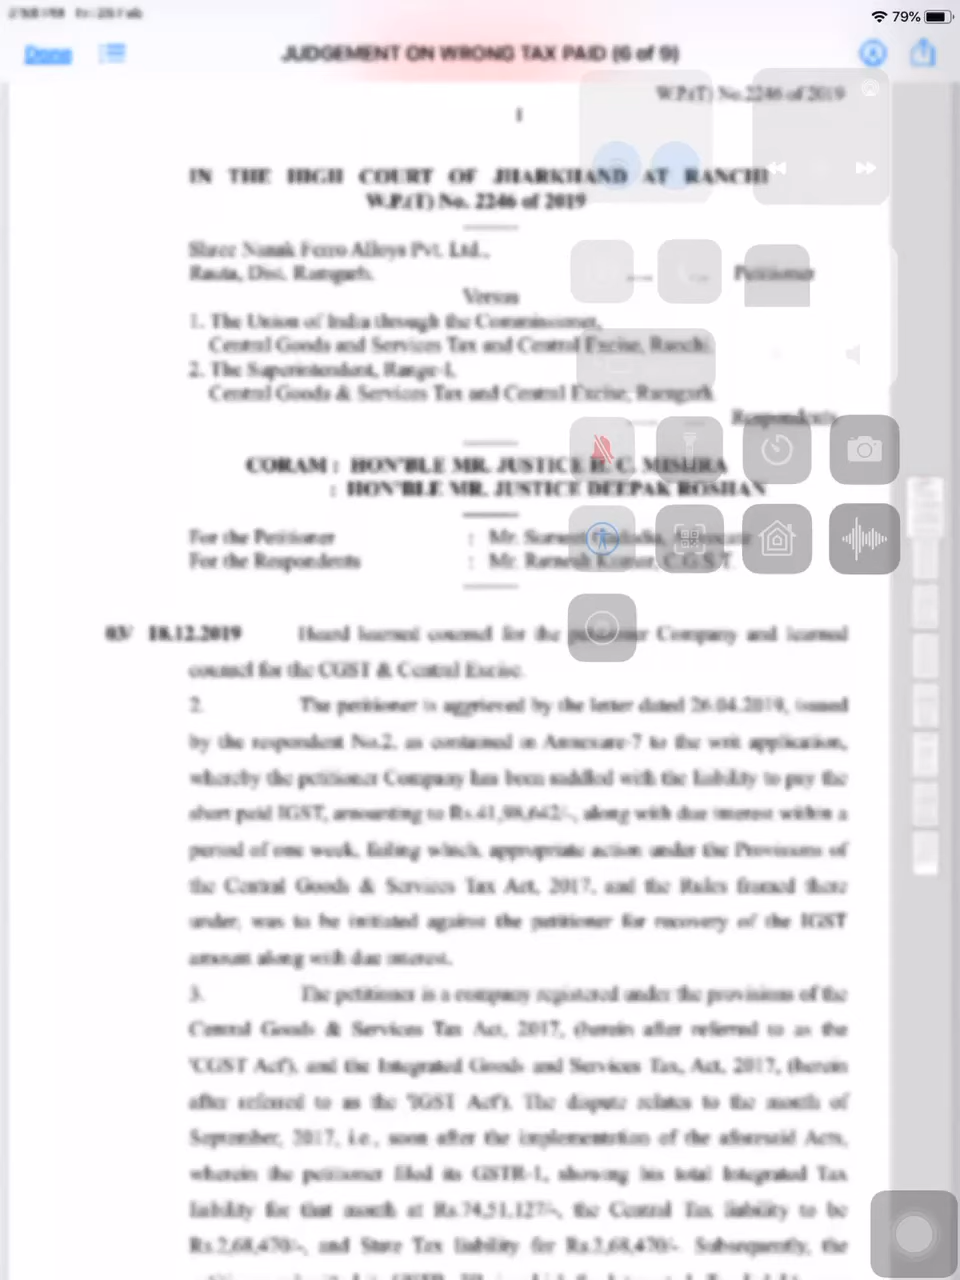 79%
Done
JUDGEMENT ON WRONG TAX PAID (6 of 9)
W.P.(T) No.2246 of 2019
1
IN THE HIGH COURT OF JHARKHAND AT RANCHI
W.P.(T) No. 2246 of 2019
Shree Nanak Ferro Alloys Pvt. Ltd.,
Rauta, Dist. Ramgarh. .... ... Petitioner
Versus
1. The Union of India through the Commissioner,
Central Goods and Services Tax and Central Excise, Ranchi.
2. The Superintendent, Range-I,
Central Goods & Services Tax and Central Excise, Ramgarh
Respondents
CORAM : HON'BLE MR. JUSTICE H. C. MISHRA
: HON'BLE MR. JUSTICE DEEPAK ROSHAN
For the Petitioner : Mr.
For the Respondents : Mr. Ramesh Kumar, C.G.S.T.
03/ 18.12.2019 Heard learned counsel for the petitioner Company and learned
counsel for the CGST & Central Excise.
2. The petitioner is aggrieved by the letter dated 26.04.2019, issued
by the respondent No.2, as contained in Annexure-7 to the writ application,
whereby the petitioner Company has been saddled with the liability to pay the
short paid IGST, amounting to Rs.41,98,642/-, along with due interest within a
period of one week, failing which, appropriate action under the Provisions of
the Central Goods & Services Tax Act, 2017, and the Rules framed there
under, was to be initiated against the petitioner for recovery of the IGST
amount along with due interest.
3. The petitioner is a company registered under the provisions of the
Central Goods & Services Tax Act, 2017, (herein after referred to as the
'CGST Act'), and the Integrated Goods and Services Tax, Act, 2017, (herein
after referred to as the 'IGST Act'). The dispute relates to the month of
September, 2017, i.e., soon after the implementation of the aforesaid Acts,
wherein the petitioner filed its GSTR-1, showing his total Integrated Tax
liability for that month at Rs.74,51,127/-, the Central Tax liability to be
Rs.2,68,470/-, and State Tax liability for Rs.2,68,470/-. Subsequently, the